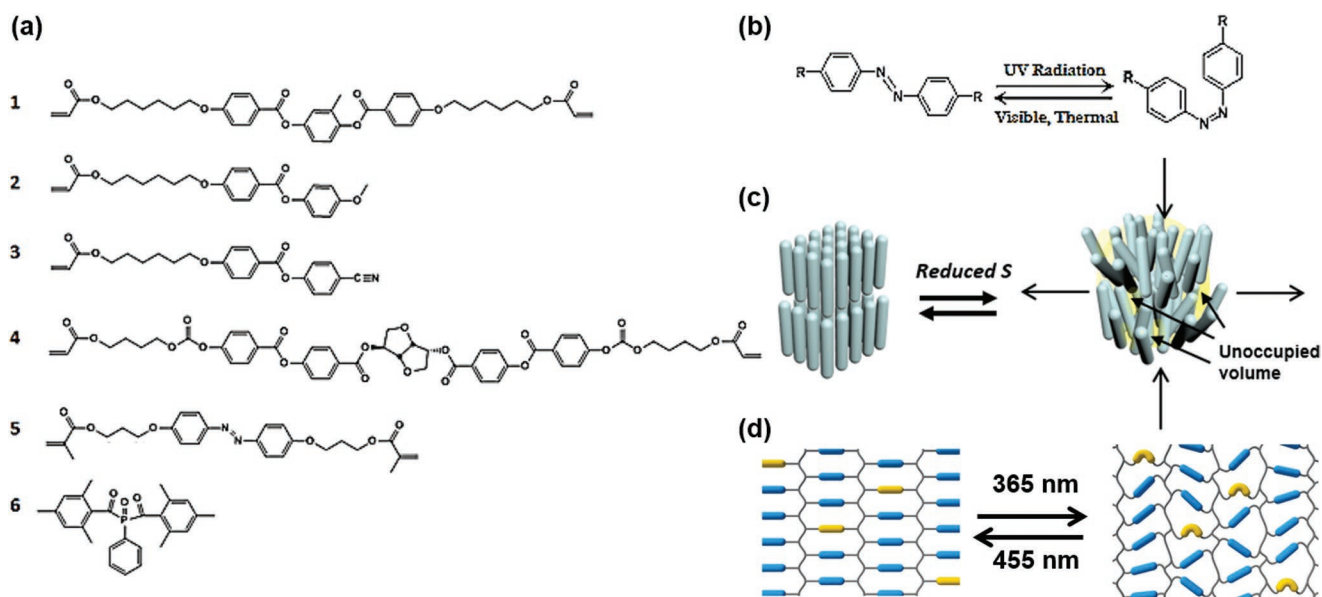 (a)
1
2
3
4
5
6
(b)
UV Radiation
Visible, Thermal
(c)
Reduced S
Unoccupied
volume
(d)
365 nm
455 nm